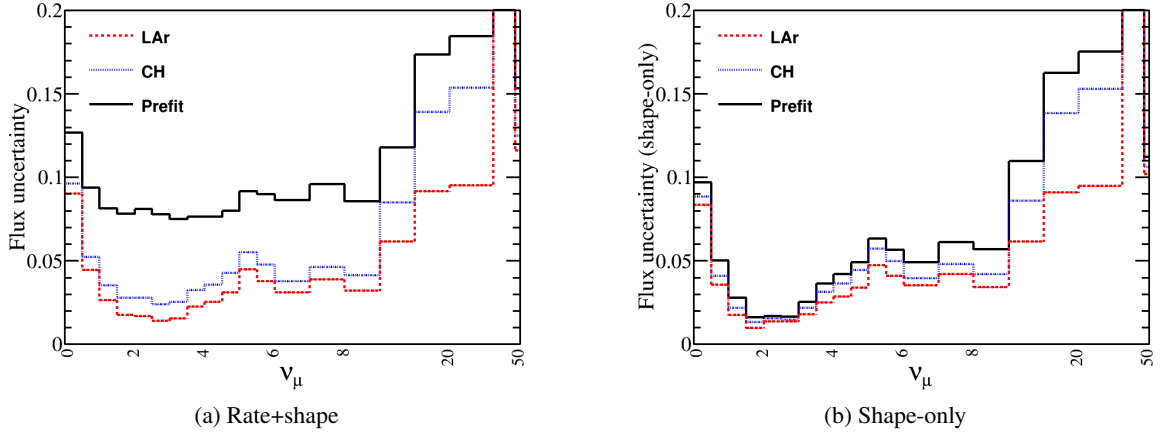 0.2
0.15
0.1
0.05
0
Flux uncertainty
LAr
CH
Prefit
0 2 4 6 8 20 50
νμ
(a) Rate+shape
0.2
0.15
0.1
0.05
0
Flux uncertainty (shape-only)
LAr
CH
Prefit
0 2 4 6 8 20 50
νμ
(b) Shape-only